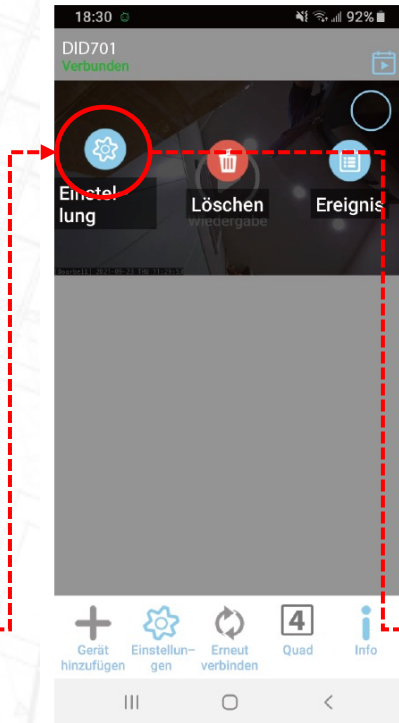 18:30 92%
DID701
Verbunden
Einstel-
lung
Löschen
Ereignis
Wiedergabe
4
Gerät
hinzufügen
Einstellun-
gen
Erneut
verbinden
Quad
Info